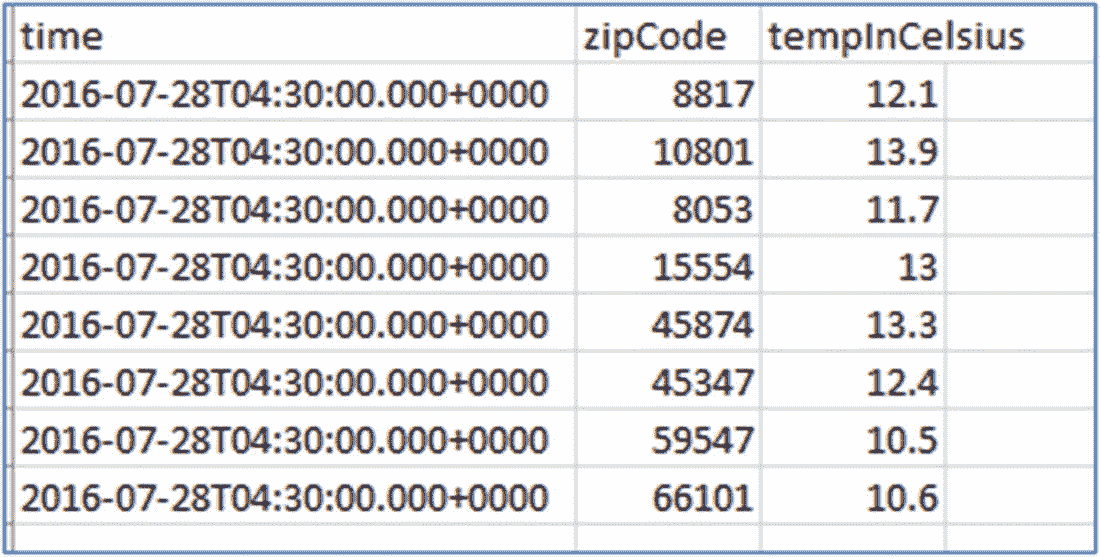 time zipCode tempInCelsius
2016-07-28T04:30:00.000+0000 8817 12.1
2016-07-28T04:30:00.000+0000 10801 13.9
2016-07-28T04:30:00.000+0000 8053 11.7
2016-07-28T04:30:00.000+0000 15554 13
2016-07-28T04:30:00.000+0000 45874 13.3
2016-07-28T04:30:00.000+0000 45347 12.4
2016-07-28T04:30:00.000+0000 59547 10.5
2016-07-28T04:30:00.000+0000 66101 10.6